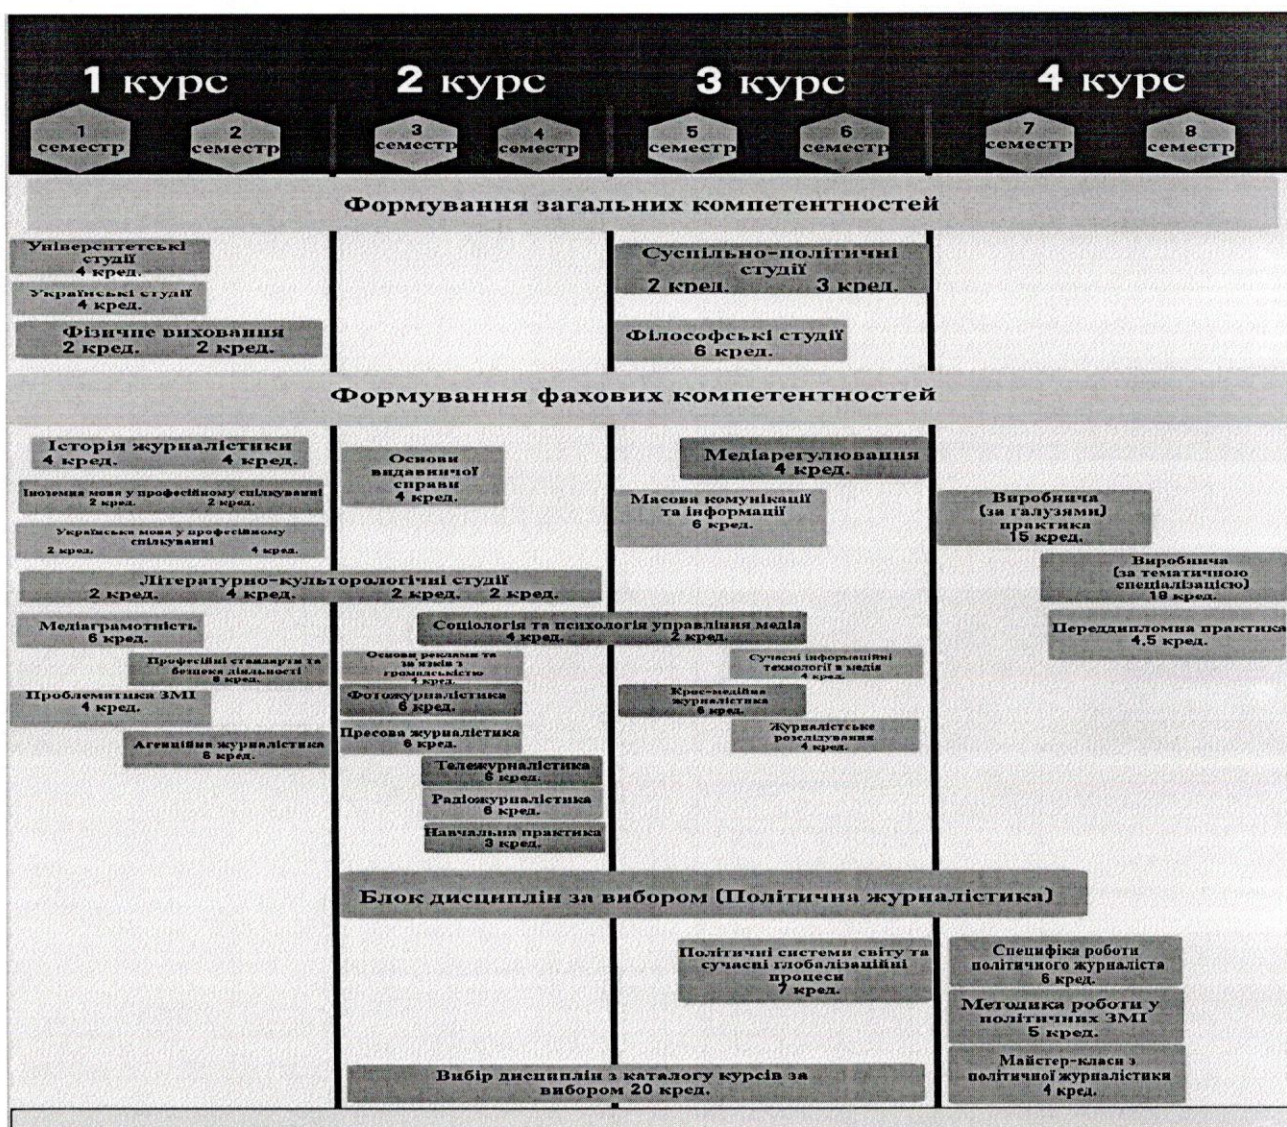 1 курс
2 курс
3 курс
4 курс
1
семестр
2
семестр
3
семестр
4
семестр
5
семестр
6
семестр
7
семестр
8
семестр
Формування загальних компетентностей
Університетські
студії
4 кред.
Українські студії
4 кред.
Фізичне виховання
2 кред. 2 кред.
Суспільно-політичні
студії
2 кред. 3 кред.
Філософські студії
6 кред.
Формування фахових компетентностей
Історія журналістики
4 кред. 4 кред.
Іноземна мова у професійному спілкуванні
2 кред. 2 кред.
Українська мова у професійному
спілкуванні
2 кред. 4 кред.
Літературно-культорологічні студії
2 кред. 4 кред. 2 кред. 2 кред.
Медіаграмотність
6 кред.
Професійні стандарти та
безпека діяльності
6 кред.
Проблематика ЗМІ
4 кред.
Агенційна журналістика
6 кред.
Основи
видавничої
справи
4 кред.
Соціологія та психологія управління медіа
4 кред. 2 кред.
Основи реклами та
зв'язків з
громадськістю
4 кред.
Фотожурналістика
6 кред.
Пресова журналістика
6 кред.
Тележурналістика
6 кред.
Радіожурналістика
6 кред.
Навчальна практика
3 кред.
Медіарегулювання
4 кред.
Масова комунікації
та інформації
6 кред.
Сучасні інформаційні
технології в медіа
4 кред.
Крос-медійна
журналістика
6 кред.
Журналістське
розслідування
4 кред.
Виробнича
(за галузями)
практика
15 кред.
Виробнича
(за тематичною
спеціалізацією)
кред.
Переддипломна практика
4,5 кред.
Блок дисциплін за вибором (Політична журналістика)
Політичні системи світу та
сучасні глобалізаційні
процеси
7 кред.
Специфіка роботи
політичного журналіста
6 кред.
Методика роботи у
політичних ЗМІ
5 кред.
Майстер-класи з
політичної журналістики
4 кред.
Вибір дисциплін з каталогу курсів за
вибором 20 кред.